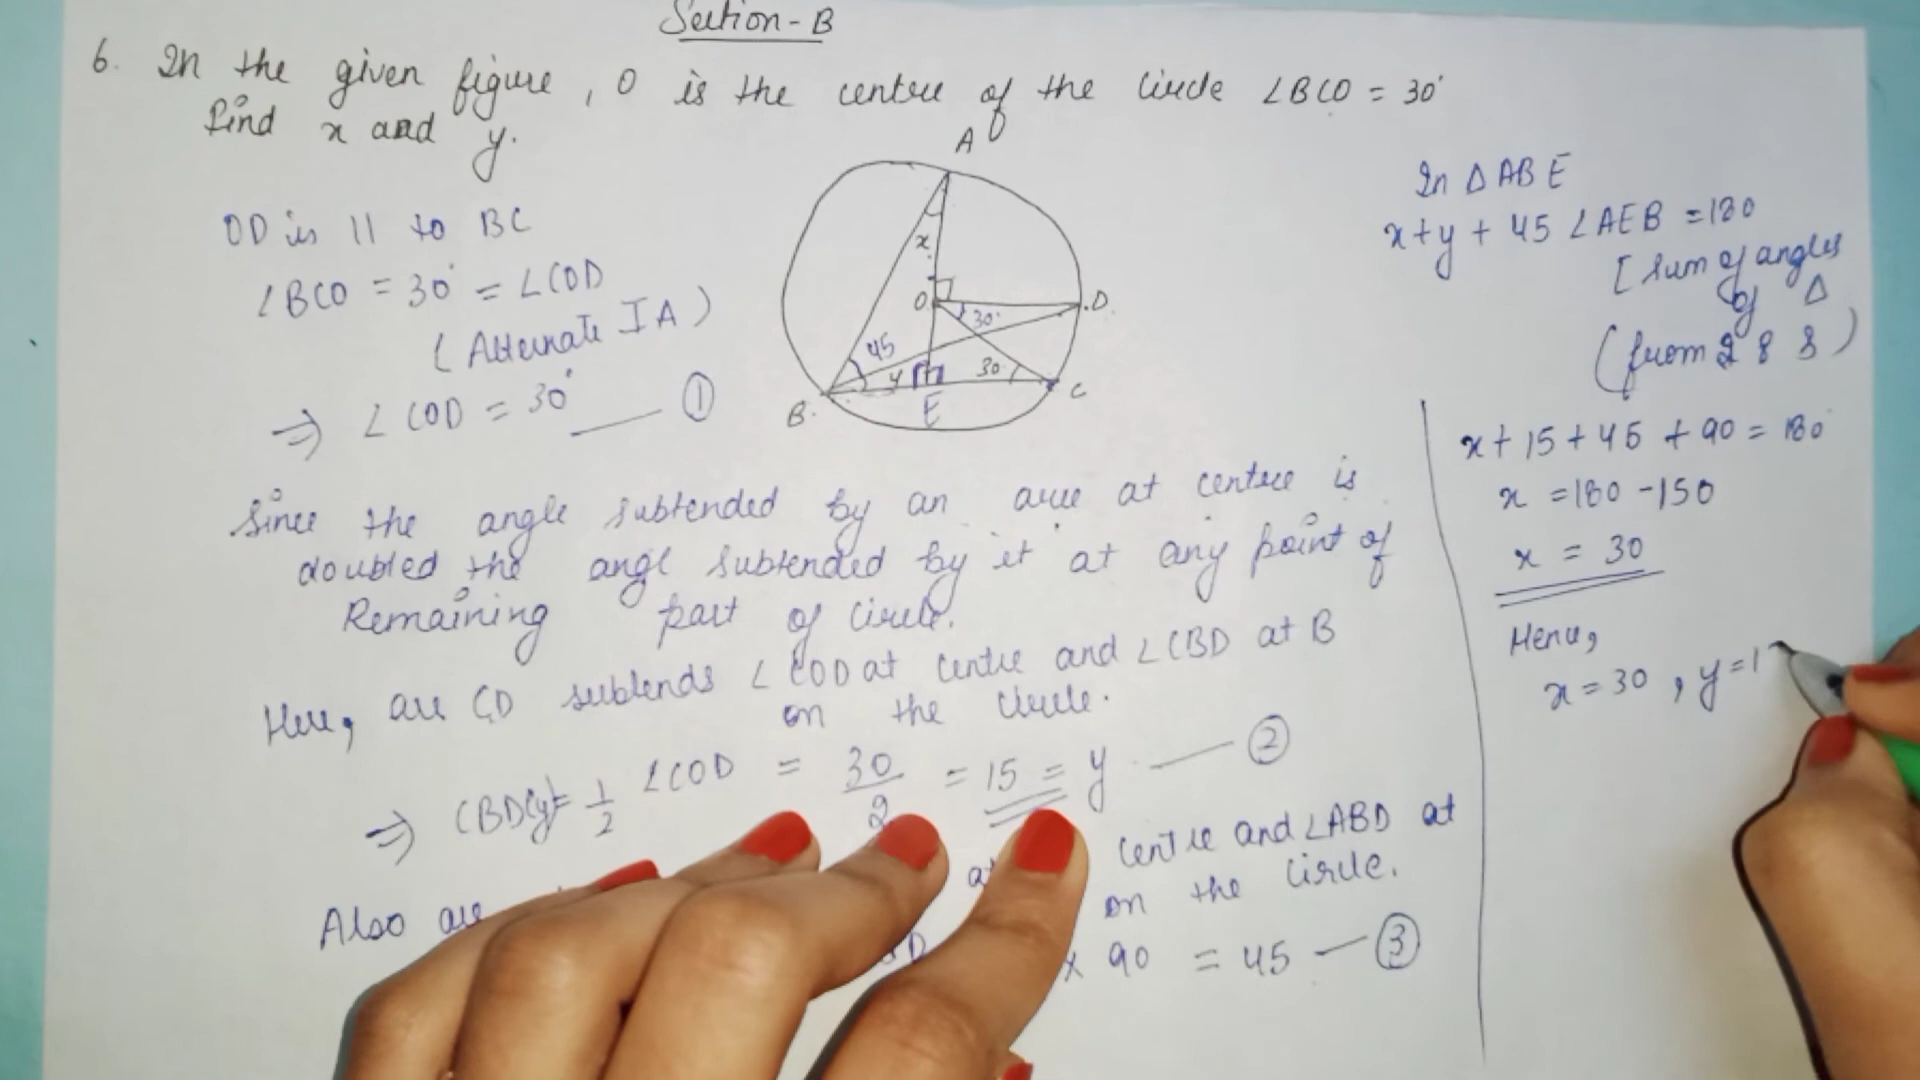 Section - B
6. In the given figure, O is the centre of the circle ∠BCO = 30°
find x and y.
OD is || to BC
∠BCO = 30° = ∠COD
( Alternate I A )
⇒ ∠COD = 30° — ①
A
x
O
30°
D.
45
y
30
B.
E
C
Since the angle subtended by an arc at centre is
doubled the angl subtended by it at any point of
Remaining part of circle.
Here, arc CD subtends ∠COD at centre and ∠CBD at B
on the circle.
⇒ CBD(y)= 1/2 ∠COD = 30/2 = 15 = y — ②
Also arc
centre and ∠ABD at
on the circle.
x 90 = 45 — ③
In △ABE
x+y + 45 ∠AEB = 180
[ Sum of angles
of △
(from 2 & 3 )
x + 15 + 45 + 90 = 180°
x = 180 - 150
x = 30
Henc,
x = 30 , y = 1